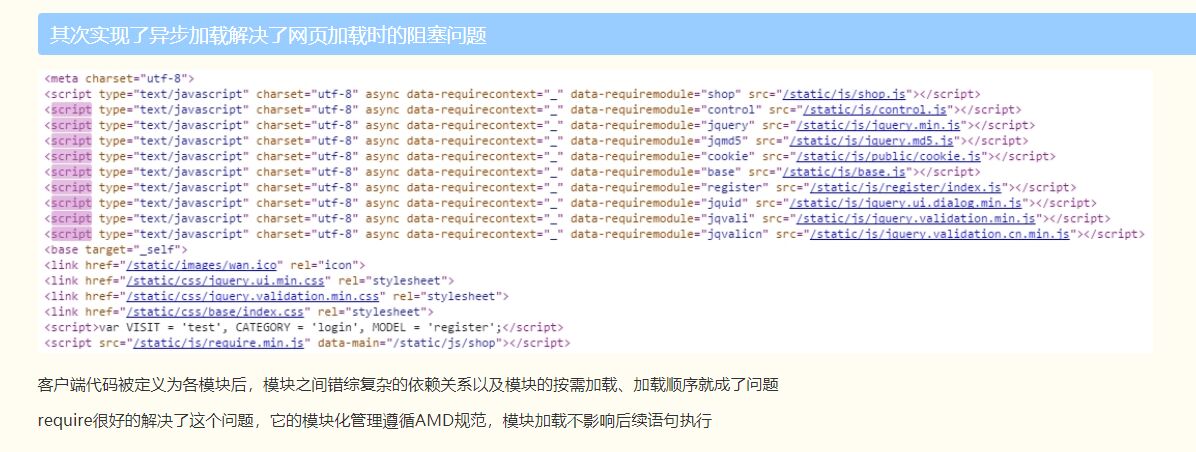 其次实现了异步加载解决了网页加载时的阻塞问题
<meta charset="utf-8">
<script type="text/javascript" charset="utf-8" async data-requirecontext="_" data-requiremodule="shop" src="/static/js/shop.js"></script>
<script type="text/javascript" charset="utf-8" async data-requirecontext="_" data-requiremodule="control" src="/static/js/control.js"></script>
<script type="text/javascript" charset="utf-8" async data-requirecontext="_" data-requiremodule="jquery" src="/static/js/jquery.min.js"></script>
<script type="text/javascript" charset="utf-8" async data-requirecontext="_" data-requiremodule="jqmd5" src="/static/js/jquery.md5.js"></script>
<script type="text/javascript" charset="utf-8" async data-requirecontext="_" data-requiremodule="cookie" src="/static/js/public/cookie.js"></script>
<script type="text/javascript" charset="utf-8" async data-requirecontext="_" data-requiremodule="base" src="/static/js/base.js"></script>
<script type="text/javascript" charset="utf-8" async data-requirecontext="_" data-requiremodule="register" src="/static/js/register/index.js"></script>
<script type="text/javascript" charset="utf-8" async data-requirecontext="_" data-requiremodule="jquid" src="/static/js/jquery.ui.dialog.min.js"></script>
<script type="text/javascript" charset="utf-8" async data-requirecontext="_" data-requiremodule="jqvali" src="/static/js/jquery.validation.min.js"></script>
<script type="text/javascript" charset="utf-8" async data-requirecontext="_" data-requiremodule="jqvalicn" src="/static/js/jquery.validation.cn.min.js"></script>
<base target="_self">
<link href="/static/images/wan.ico" rel="icon">
<link href="/static/css/jquery.ui.min.css" rel="stylesheet">
<link href="/static/css/jquery.validation.min.css" rel="stylesheet">
<link href="/static/css/base/index.css" rel="stylesheet">
<script>var VISIT = 'test', CATEGORY = 'login', MODEL = 'register';</script>
<script src="/static/js/require.min.js" data-main="/static/js/shop"></script>
客户端代码被定义为各模块后，模块之间错综复杂的依赖关系以及模块的按需加载、加载顺序就成了问题
require很好的解决了这个问题，它的模块化管理遵循AMD规范，模块加载不影响后续语句执行